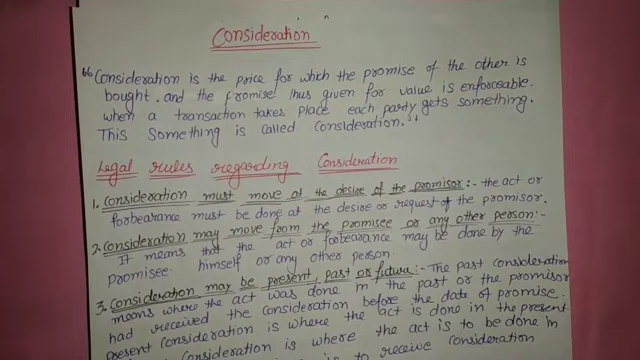 Consideration
"Consideration is the price for which the promise of the other is
bought. and the promise thus given for value is enforceable.
when a transaction takes place each party gets something.
This Something is called Consideration."
Legal rules regarding Consideration
1. Consideration must move at the desire of the promisor:- the act or
forbearance must be done at the desire or request of the promisor.
2. Consideration may move from the promisee or any other person:-
It means that the act or forbearance may be done by the
promisee himself or any other person.
3. Consideration may be present, past or future:- The past consideration
means where the act was done in the past or the promisor
had received the consideration before the date of promise.
Present consideration is where the act is done in the present
consideration is where the act is to be done in
is to receive consideration